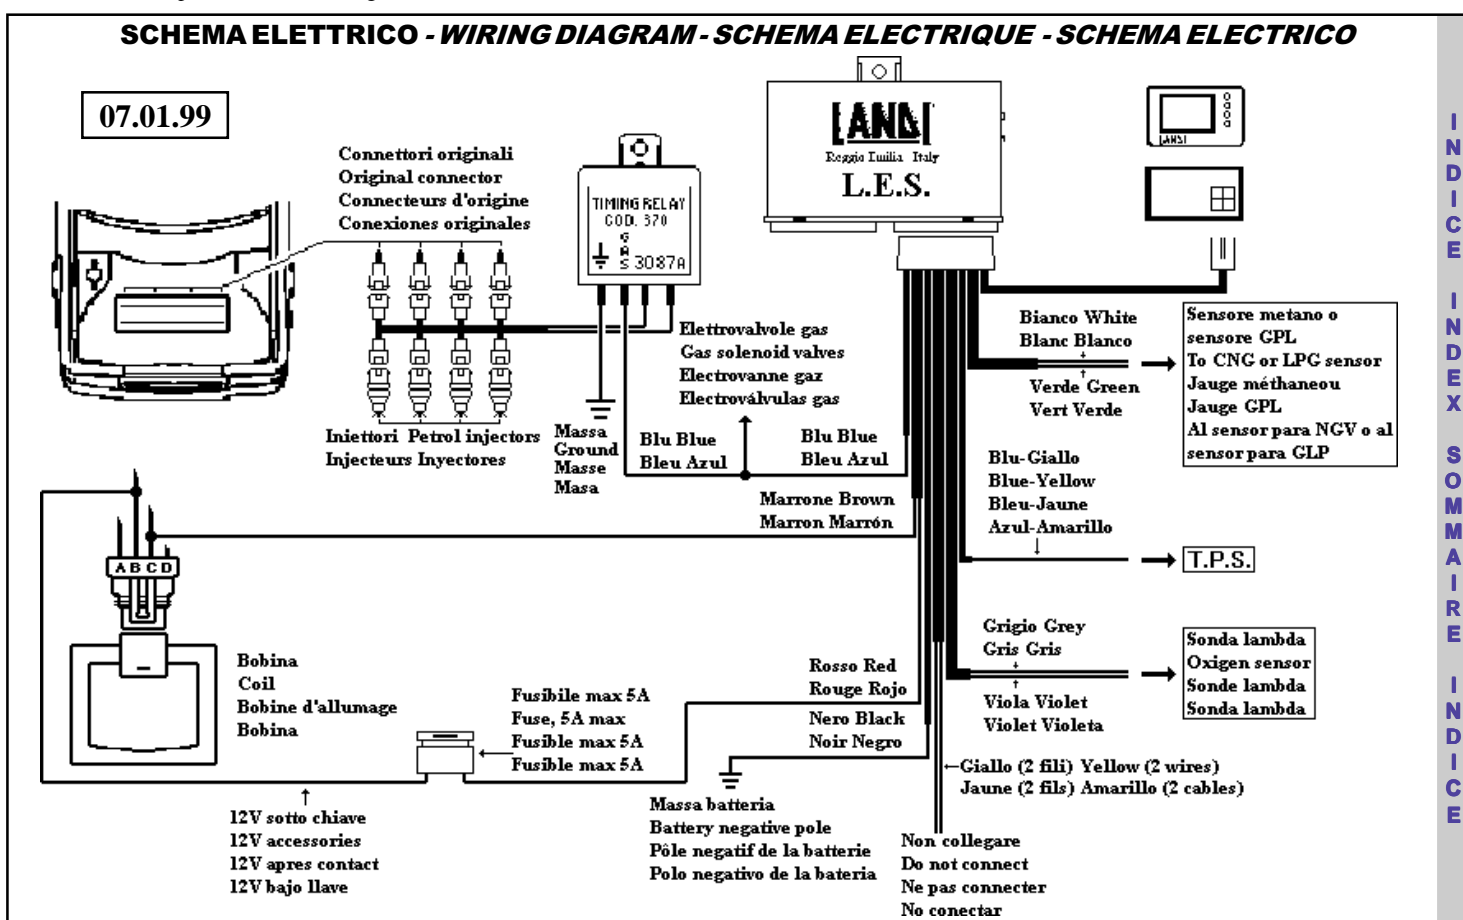 SCHEMA ELETTRICO - WIRING DIAGRAM - SCHEMA ELECTRIQUE - SCHEMA ELECTRICO
07.01.99
Connettori originali
Original connector
Connecteurs d'origine
Conexiones originales
TIMING RELAY
COD. 370
GAS
3087A
LANDI
Reggio Emilia Italy
L.E.S.
LANDI
Elettrovalvole gas
Gas solenoid valves
Electrovanne gaz
Electroválvulas gas
Bianco White
Blanc Blanco
Verde Green
Vert Verde
Sensore metano o
sensore GPL
To CNG or LPG sensor
Jauge méthaneou
Jauge GPL
Al sensor para NGV o al
sensor para GLP
Iniettori Petrol injectors
Injecteurs Inyectores
Massa
Ground
Masse
Masa
Blu Blue
Bleu Azul
Blu Blue
Bleu Azul
Marrone Brown
Marron Marrón
Blu-Giallo
Blue-Yellow
Bleu-Jaune
Azul-Amarillo
T.P.S.
A B C D
Bobina
Coil
Bobine d'allumage
Bobina
Fusibile max 5A
Fuse, 5A max
Fusible max 5A
Fusible max 5A
Rosso Red
Rouge Rojo
Nero Black
Noir Negro
Grigio Grey
Gris Gris
Viola Violet
Violet Violeta
Sonda lambda
Oxigen sensor
Sonde lambda
Sonda lambda
Giallo (2 fili) Yellow (2 wires)
Jaune (2 fils) Amarillo (2 cables)
12V sotto chiave
12V accessories
12V apres contact
12V bajo llave
Massa batteria
Battery negative pole
Pôle negatif de la batterie
Polo negativo de la bateria
Non collegare
Do not connect
Ne pas connecter
No conectar
INDICE INDEX SOMMAIRE INDICE